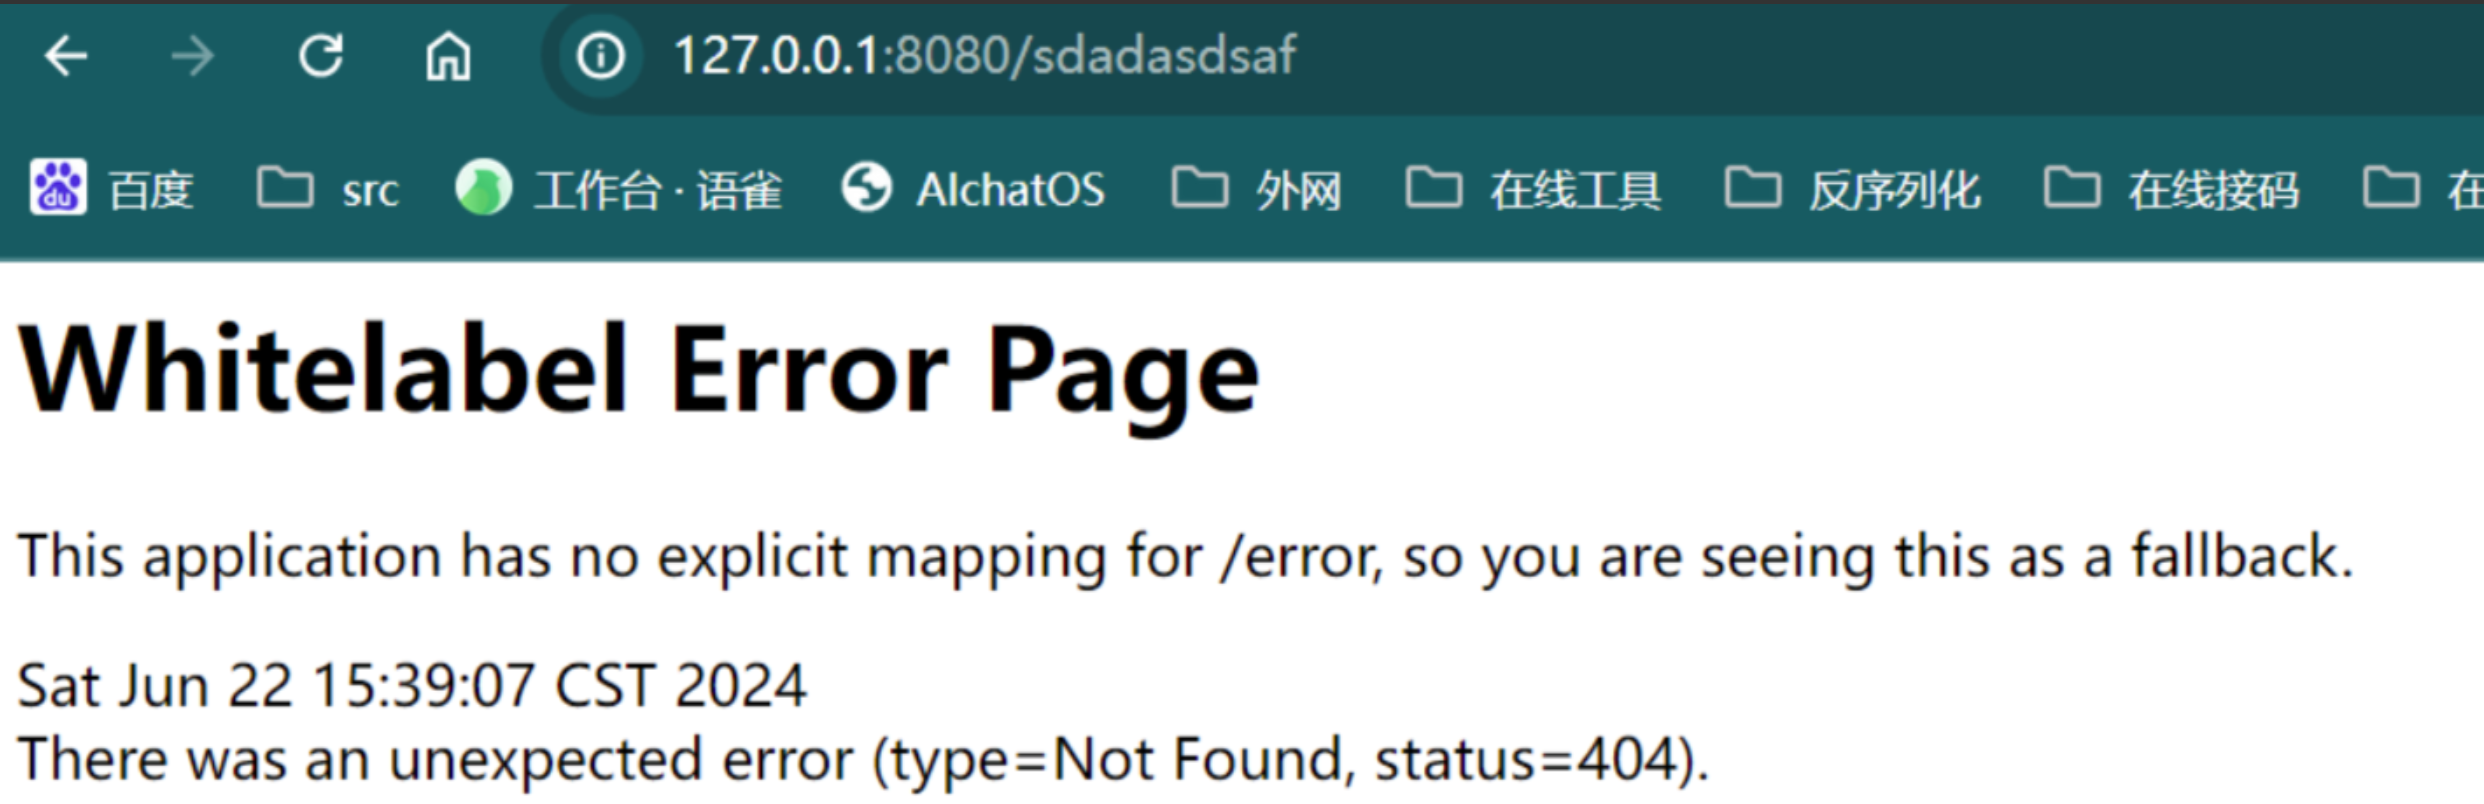 127.0.0.1:8080/sdadasdsaf
百度 src 工作台 · 语雀 AIchatOS 外网 在线工具 反序列化 在线接码 在
Whitelabel Error Page
This application has no explicit mapping for /error, so you are seeing this as a fallback.
Sat Jun 22 15:39:07 CST 2024
There was an unexpected error (type=Not Found, status=404).